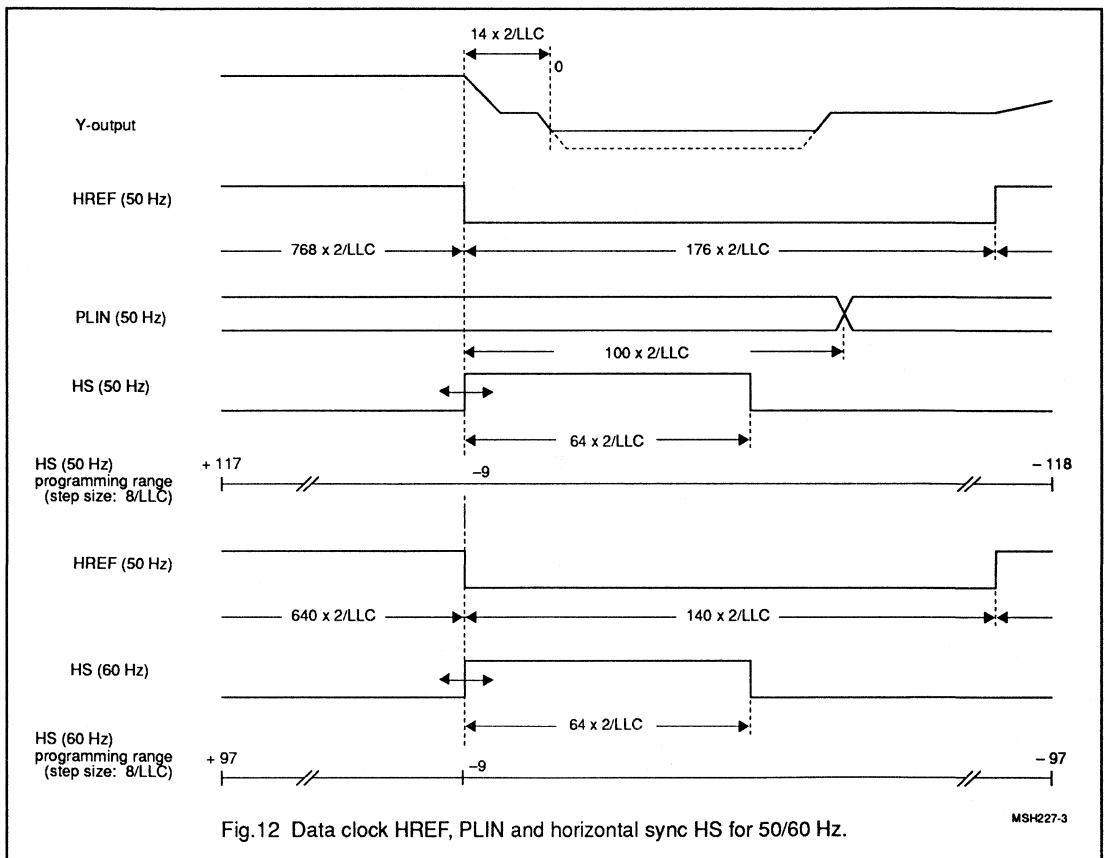 14 x 2/LLC
0
Y-output
HREF (50 Hz)
768 x 2/LLC
176 x 2/LLC
PLIN (50 Hz)
100 x 2/LLC
HS (50 Hz)
64 x 2/LLC
HS (50 Hz)
programming range
(step size: 8/LLC)
+ 117
−9
− 118
HREF (50 Hz)
640 x 2/LLC
140 x 2/LLC
HS (60 Hz)
64 x 2/LLC
HS (60 Hz)
programming range
(step size: 8/LLC)
+ 97
−9
− 97
Fig.12 Data clock HREF, PLIN and horizontal sync HS for 50/60 Hz.
MSH227-3